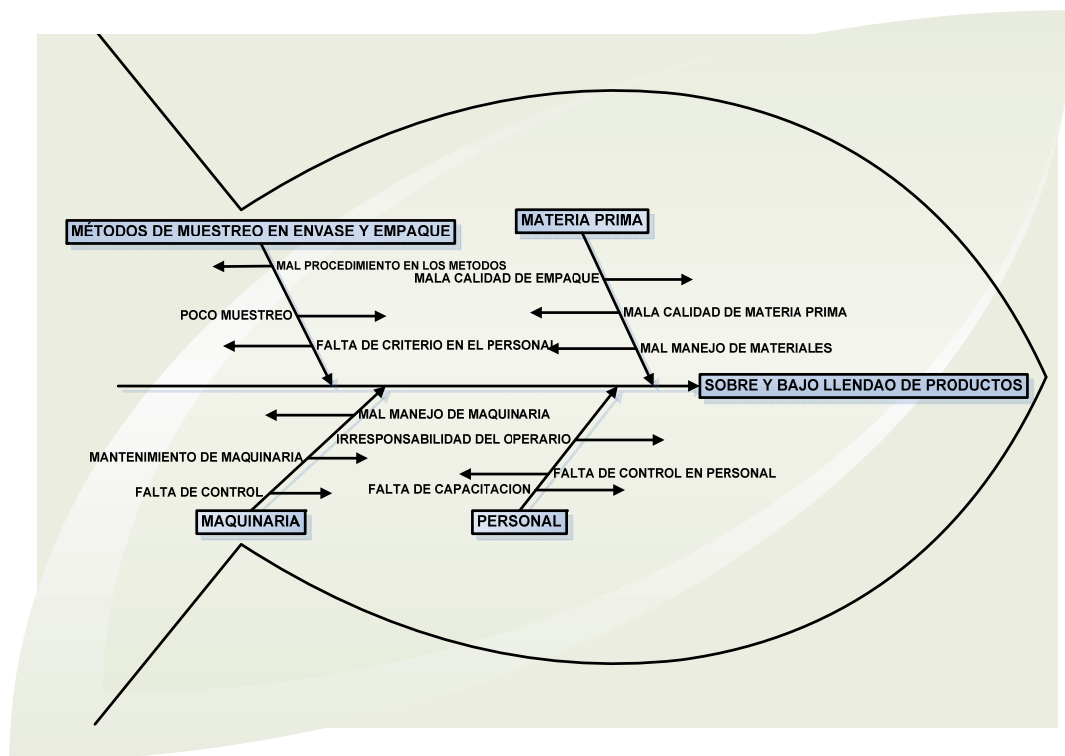 MÉTODOS DE MUESTREO EN ENVASE Y EMPAQUE
MATERIA PRIMA
MAL PROCEDIMIENTO EN LOS METODOS
MALA CALIDAD DE EMPAQUE
POCO MUESTREO
MALA CALIDAD DE MATERIA PRIMA
FALTA DE CRITERIO EN EL PERSONAL
MAL MANEJO DE MATERIALES
SOBRE Y BAJO LLENDAO DE PRODUCTOS
MAL MANEJO DE MAQUINARIA
IRRESPONSABILIDAD DEL OPERARIO
MANTENIMIENTO DE MAQUINARIA
FALTA DE CONTROL EN PERSONAL
FALTA DE CONTROL
FALTA DE CAPACITACION
MAQUINARIA
PERSONAL